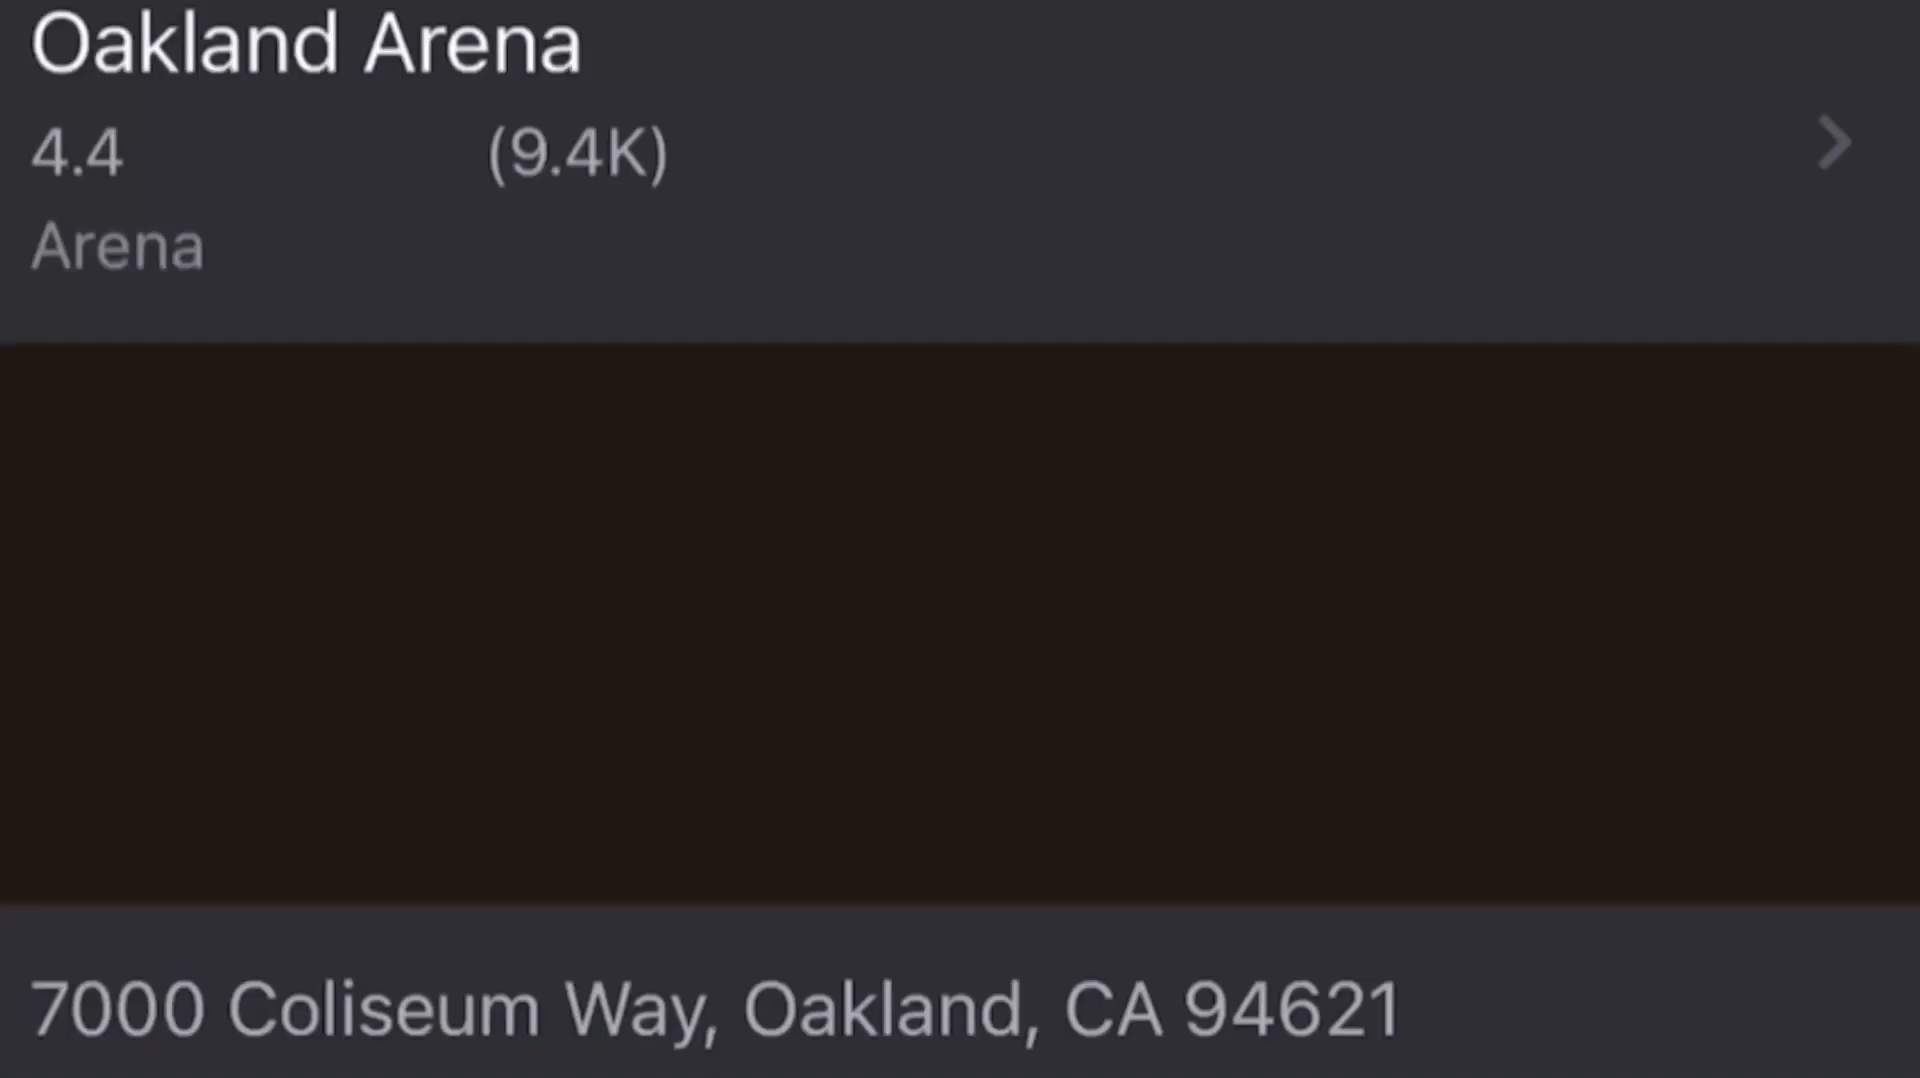 Oakland Arena
4.4 (9.4K)
Arena
7000 Coliseum Way, Oakland, CA 94621